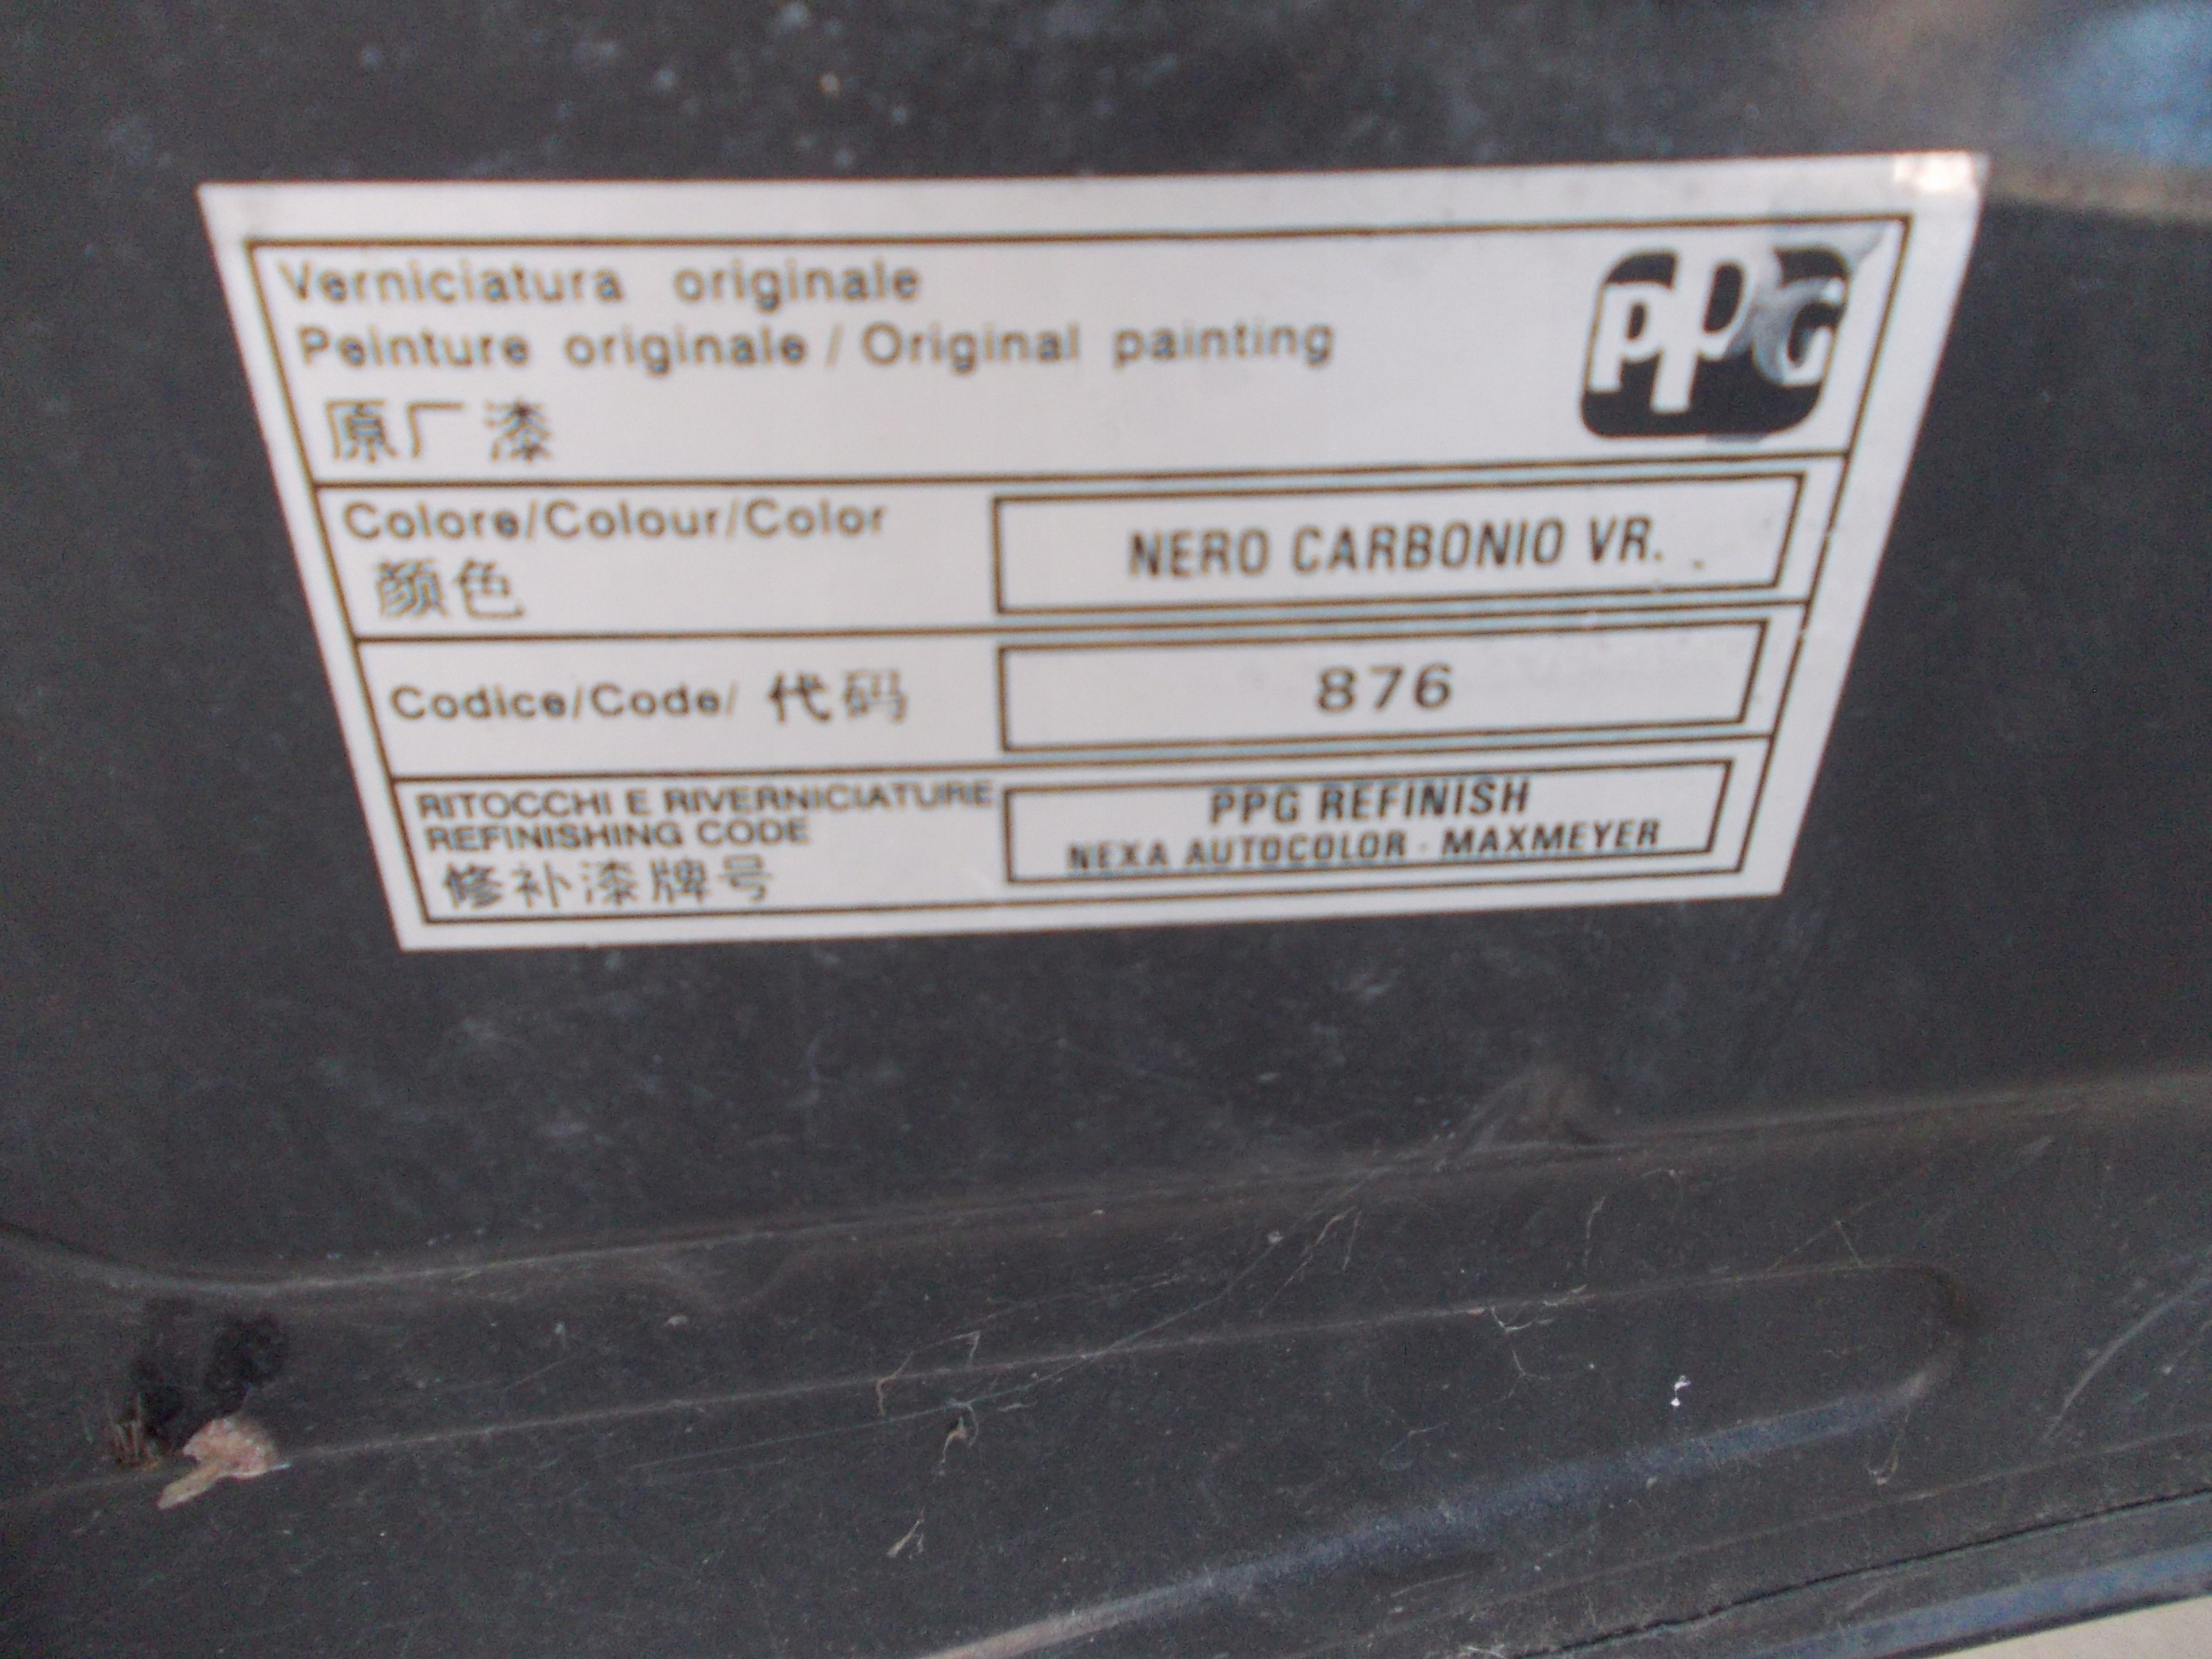 Verniciatura originale
Peinture originale / Original painting
原厂漆
PPG
Colore/Colour/Color
颜色
NERO CARBONIO VR.
Codice/Code/ 代码
876
RITOCCHI E RIVERNICIATURE
REFINISHING CODE
修补漆牌号
PPG REFINISH
NEXA AUTOCOLOR - MAXMEYER